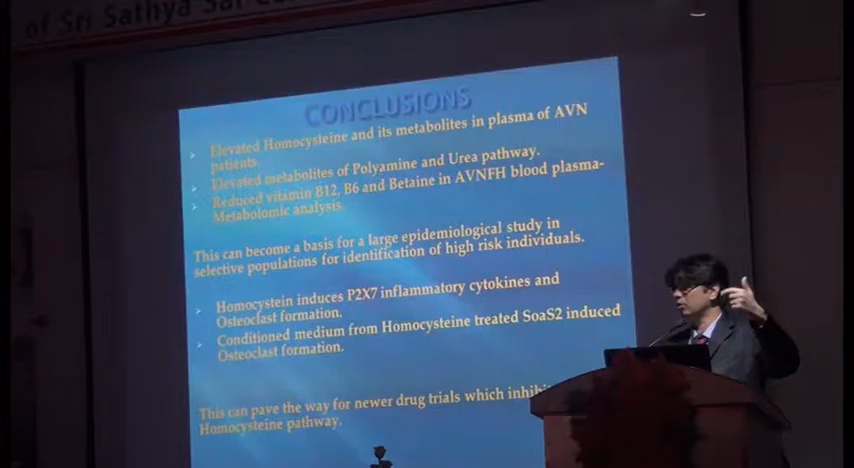 of Sri Sathya Sai
CONCLUSIONS
Elevated Homocysteine and its metabolites in plasma of AVN
patients.
Elevated metabolites of Polyamine and Urea pathway.
Reduced vitamin B12, B6 and Betaine in AVNFH blood plasma-
Metabolomic analysis.
This can become a basis for a large epidemiological study in
selective populations for identification of high risk individuals.
Homocystein induces P2X7 inflammatory cytokines and
Osteoclast formation.
Conditioned medium from Homocysteine treated SoaS2 induced
Osteoclast formation.
This can pave the way for newer drug trials which
Homocysteine pathway.